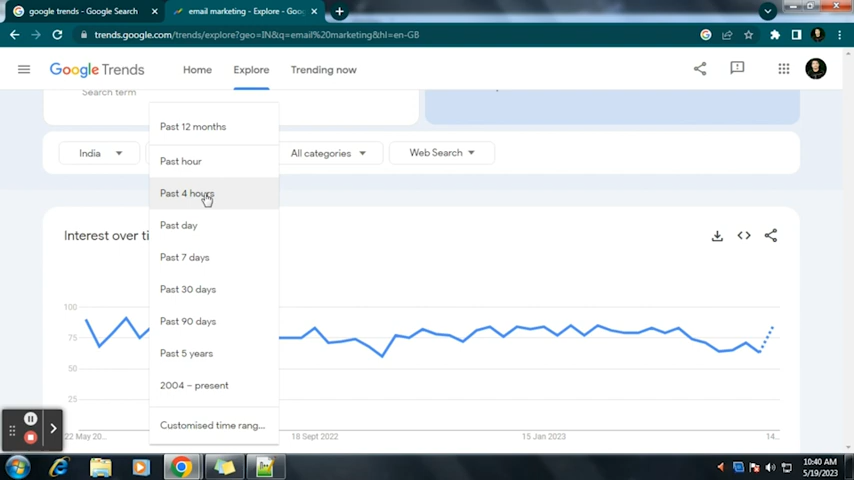 google trends - Google Search
email marketing - Explore - Goo
trends.google.com/trends/explore?geo=IN&q=email%20marketing&hl=en-GB
Google Trends
Home
Explore
Trending now
Search term
India
Past 12 months
Past hour
Past 4 hours
Past day
Past 7 days
Past 30 days
Past 90 days
Past 5 years
2004 – present
Customised time rang...
All categories
Web Search
Interest over ti
100
75
50
25
22 May 20...
18 Sept 2022
15 Jan 2023
14...
10:40 AM
5/19/2023